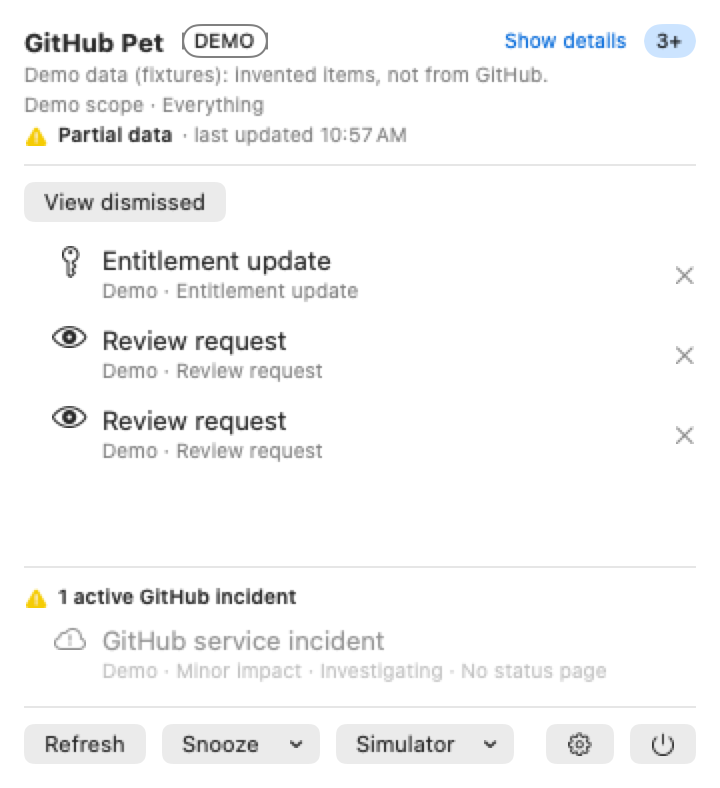 GitHub Pet DEMO Show details 3+
Demo data (fixtures): invented items, not from GitHub.
Demo scope · Everything
Partial data · last updated 10:57 AM
View dismissed
Entitlement update
Demo · Entitlement update
Review request
Demo · Review request
Review request
Demo · Review request
1 active GitHub incident
GitHub service incident
Demo · Minor impact · Investigating · No status page
Refresh Snooze Simulator